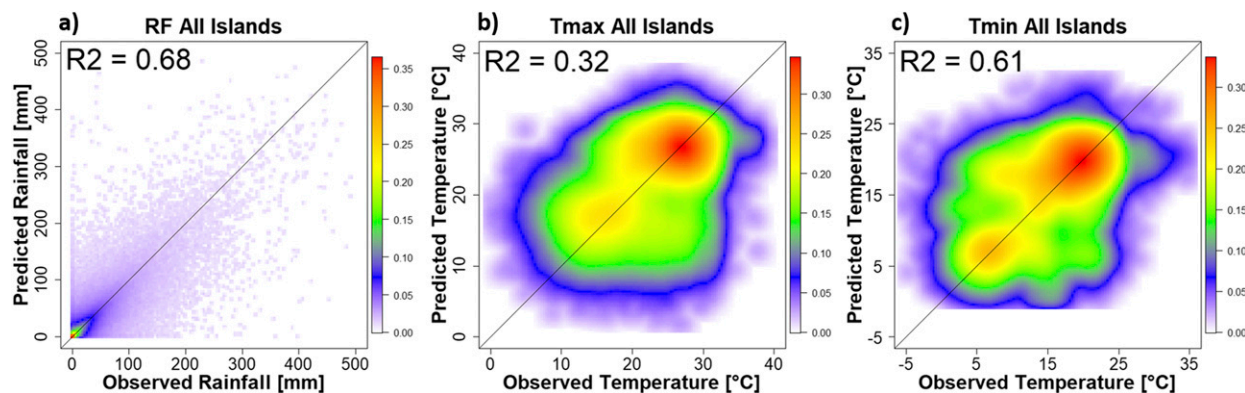 a) RF All Islands
R2 = 0.68
Predicted Rainfall [mm]
500
400
300
200
100
0
0 100 200 300 400 500
Observed Rainfall [mm]
0.35
0.30
0.25
0.20
0.15
0.10
0.05
0.00
b) Tmax All Islands
R2 = 0.32
Predicted Temperature [°C]
40
30
20
10
0
0 10 20 30 40
Observed Temperature [°C]
0.30
0.25
0.20
0.15
0.10
0.05
0.00
c) Tmin All Islands
R2 = 0.61
Predicted Temperature [°C]
35
25
15
5
-5
-5 5 15 25 35
Observed Temperature [°C]
0.30
0.25
0.20
0.15
0.10
0.05
0.00